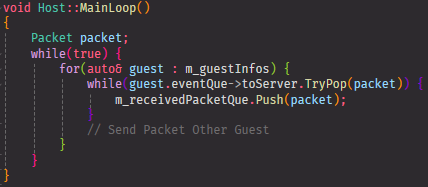 void Host::MainLoop()
{
    Packet packet;
    while(true) {
        for(auto& guest : m_guestInfos) {
            while(guest.eventQue->toServer.TryPop(packet)) {
                m_receivedPacketQue.Push(packet);
            }
            // Send Packet Other Guest
        }
    }
}